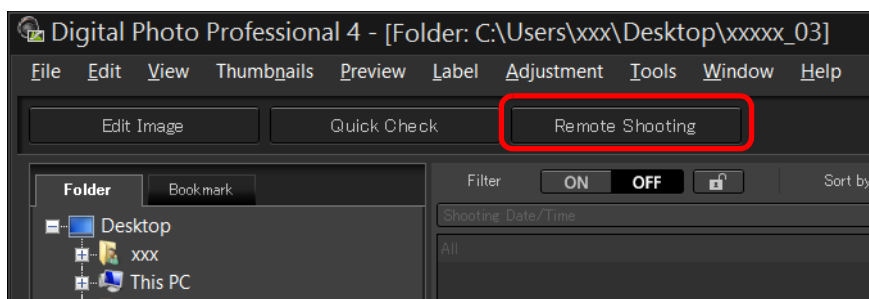 Digital Photo Professional 4 - [Folder: C:\Users\xxx\Desktop\xxxxx_03]
File Edit View Thumbnails Preview Label Adjustment Tools Window Help
Edit Image Quick Check Remote Shooting
Folder Bookmark
Filter ON OFF Sort by
Shooting Date/Time
All
Desktop
xxx
This PC